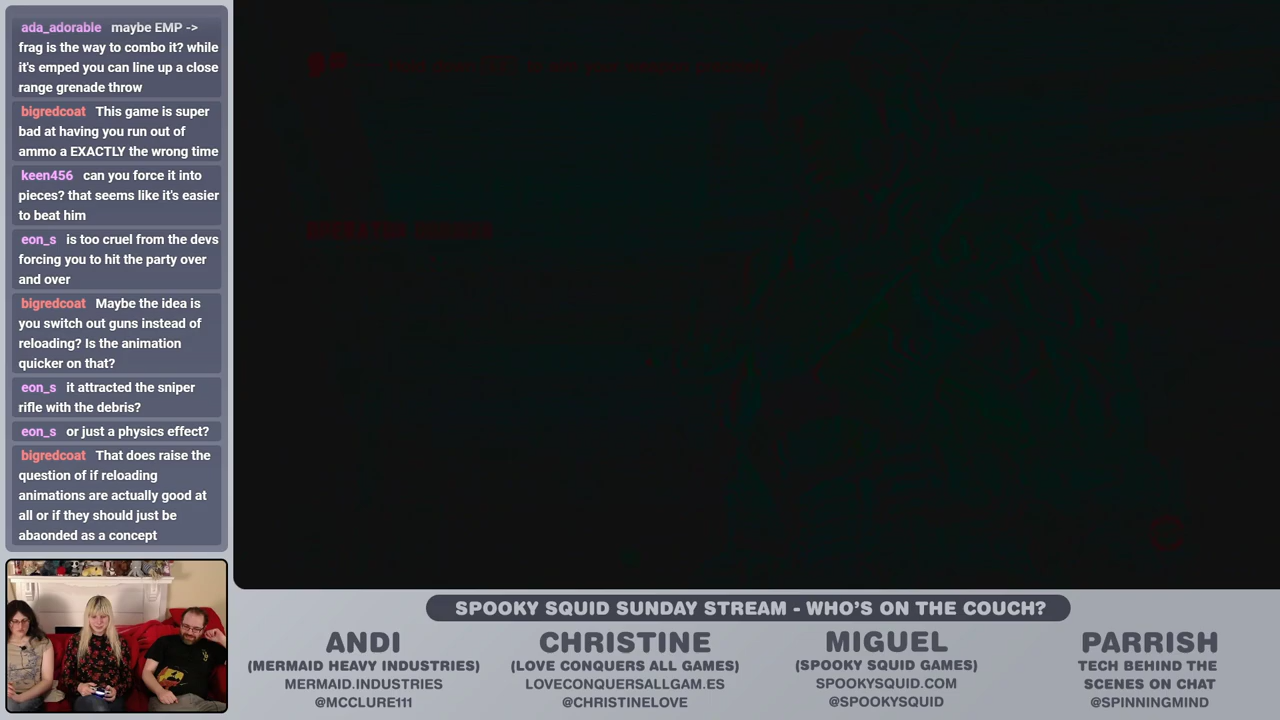 ada_adorable maybe EMP ->
frag is the way to combo it? while
it's emped you can line up a close
range grenade throw
bigredcoat This game is super
bad at having you run out of
ammo a EXACTLY the wrong time
keen456 can you force it into
pieces? that seems like it's easier
to beat him
eon_s is too cruel from the devs
forcing you to hit the party over
and over
bigredcoat Maybe the idea is
you switch out guns instead of
reloading? Is the animation
quicker on that?
eon_s it attracted the sniper
rifle with the debris?
eon_s or just a physics effect?
bigredcoat That does raise the
question of if reloading
animations are actually good at
all or if they should just be
abaonded as a concept
SPOOKY SQUID SUNDAY STREAM - WHO'S ON THE COUCH?
ANDI
(MERMAID HEAVY INDUSTRIES)
MERMAID.INDUSTRIES
@MCCLURE111
CHRISTINE
(LOVE CONQUERS ALL GAMES)
LOVECONQUERSALLGAM.ES
@CHRISTINELOVE
MIGUEL
(SPOOKY SQUID GAMES)
SPOOKYSQUID.COM
@SPOOKYSQUID
PARRISH
TECH BEHIND THE
SCENES ON CHAT
@SPINNINGMIND